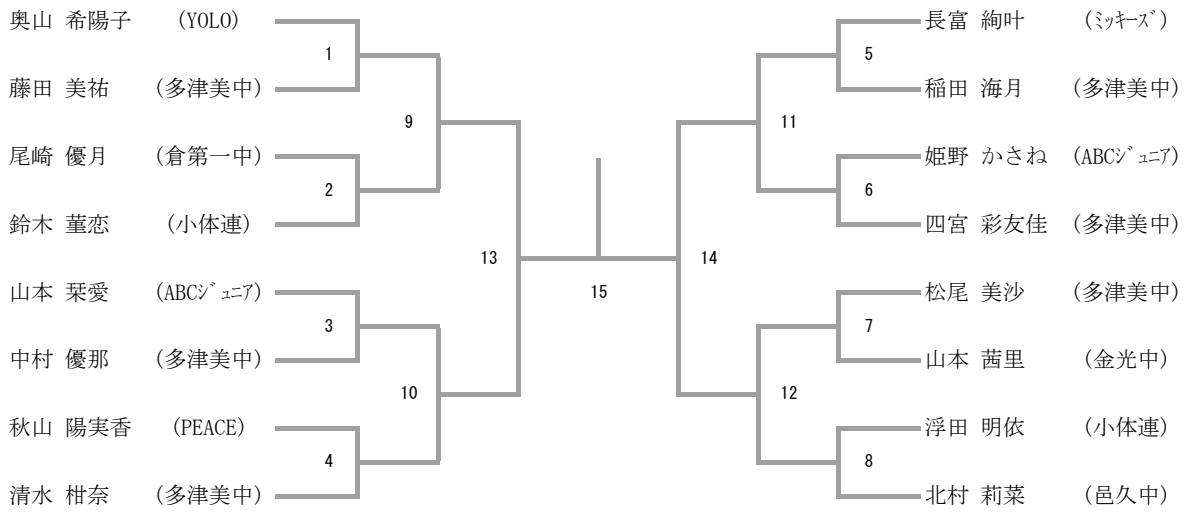 奥山 希陽子 (YOLO)
1
藤田 美祐 (多津美中)
9
尾崎 優月 (倉第一中)
2
鈴木 菫恋 (小体連)
13
山本 栞愛 (ABCｼﾞｭﾆｱ)
3
中村 優那 (多津美中)
10
秋山 陽実香 (PEACE)
4
清水 柑奈 (多津美中)
15
長富 絢叶 (ﾐｯｷｰｽﾞ)
5
稲田 海月 (多津美中)
11
姫野 かさね (ABCｼﾞｭﾆｱ)
6
四宮 彩友佳 (多津美中)
14
松尾 美沙 (多津美中)
7
山本 茜里 (金光中)
12
浮田 明依 (小体連)
8
北村 莉菜 (邑久中)